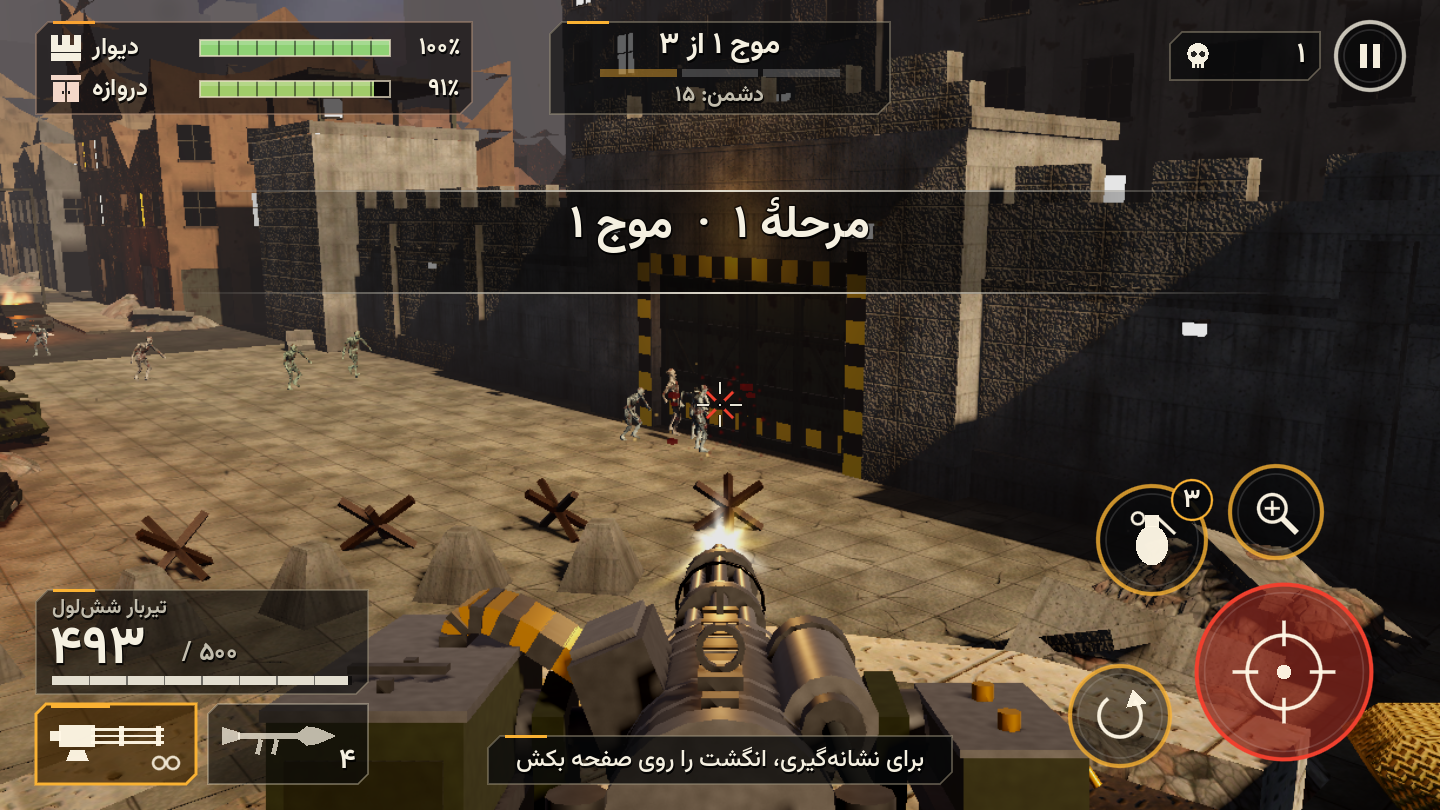 دیوار ۱۰۰٪
دروازه ۹۱٪
موج ۱ از ۳
دشمن: ۱۵
۱
مرحلهٔ ۱ · موج ۱
۳
تیربار شش‌لول
۴۹۳ / ۵۰۰
∞
۴
برای نشانه‌گیری، انگشت را روی صفحه بکش